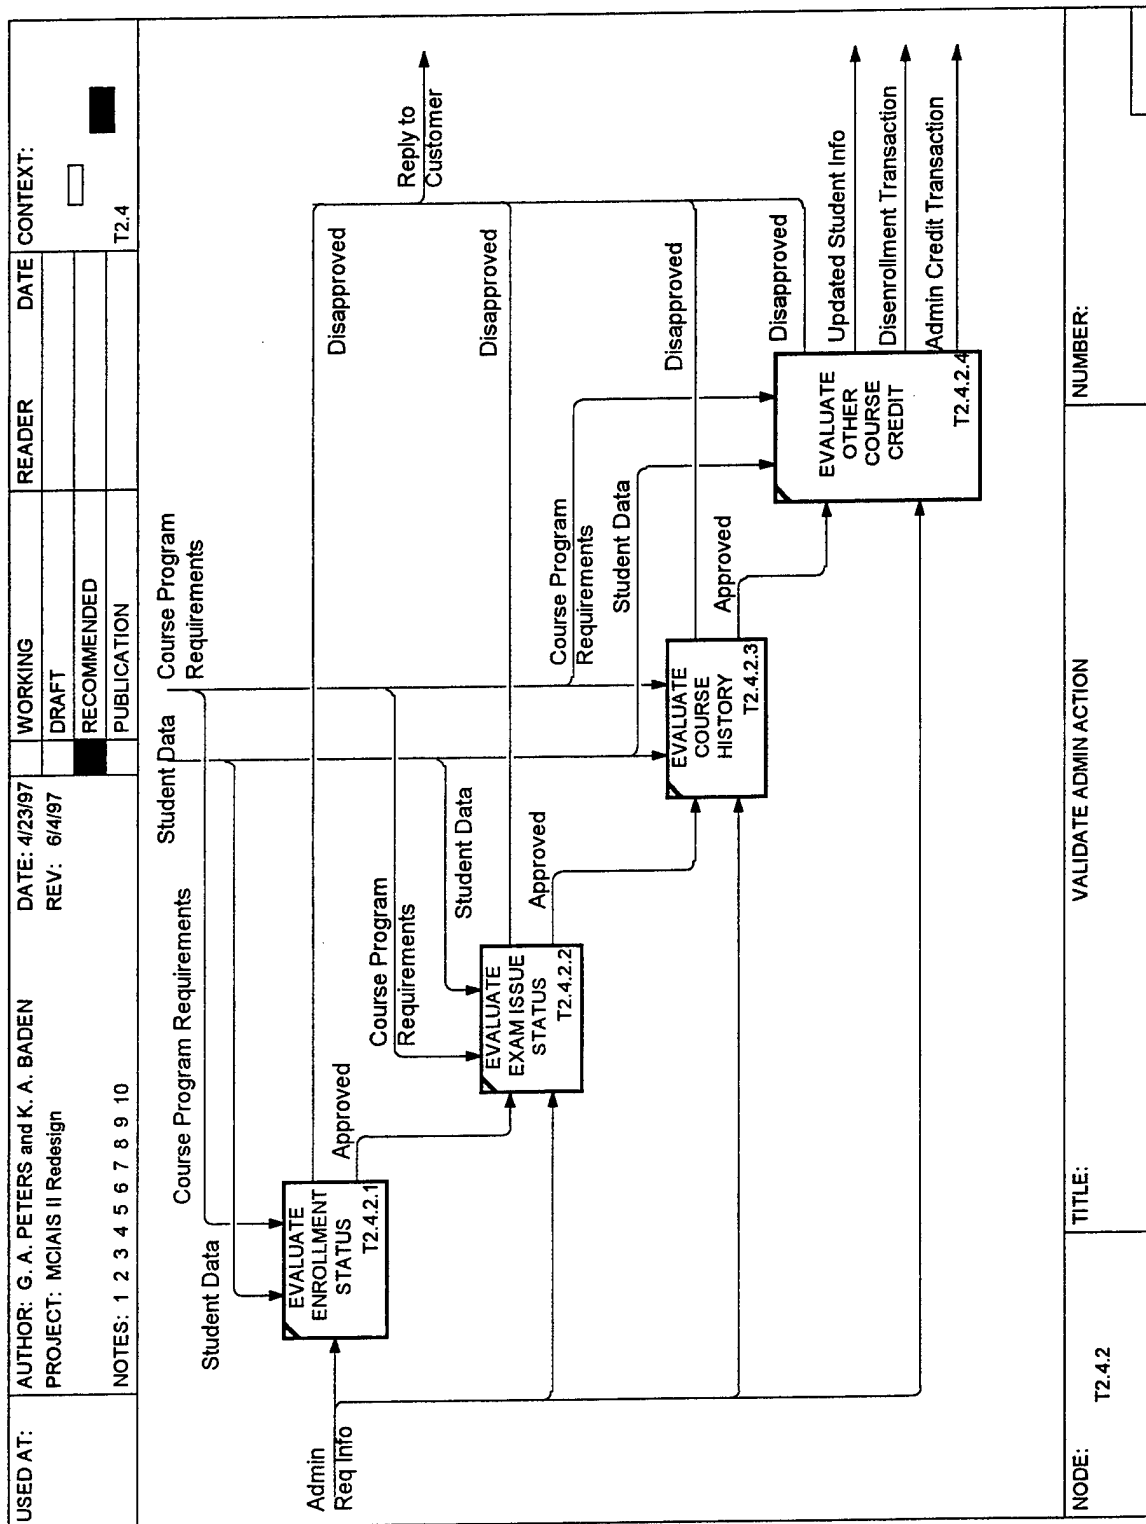 USED AT:
AUTHOR: G. A. PETERS and K. A. BADEN
DATE: 4/23/97
WORKING
READER
DATE
CONTEXT:
PROJECT: MCIAIS II Redesign
REV: 6/4/97
DRAFT
RECOMMENDED
NOTES: 1 2 3 4 5 6 7 8 9 10
PUBLICATION
T2.4
Student Data
Course Program
Requirements
Course Program Requirements
Student Data
Admin
Req Info
EVALUATE
ENROLLMENT
STATUS
T2.4.2.1
Disapproved
Approved
Reply to
Customer
Course Program
Requirements
Student Data
EVALUATE
EXAM ISSUE
STATUS
T2.4.2.2
Disapproved
Approved
Course Program
Requirements
Student Data
EVALUATE
COURSE
HISTORY
T2.4.2.3
Disapproved
Approved
EVALUATE
OTHER
COURSE
CREDIT
T2.4.2.4
Disapproved
Updated Student Info
Disenrollment Transaction
Admin Credit Transaction
NODE:
T2.4.2
TITLE:
VALIDATE ADMIN ACTION
NUMBER: